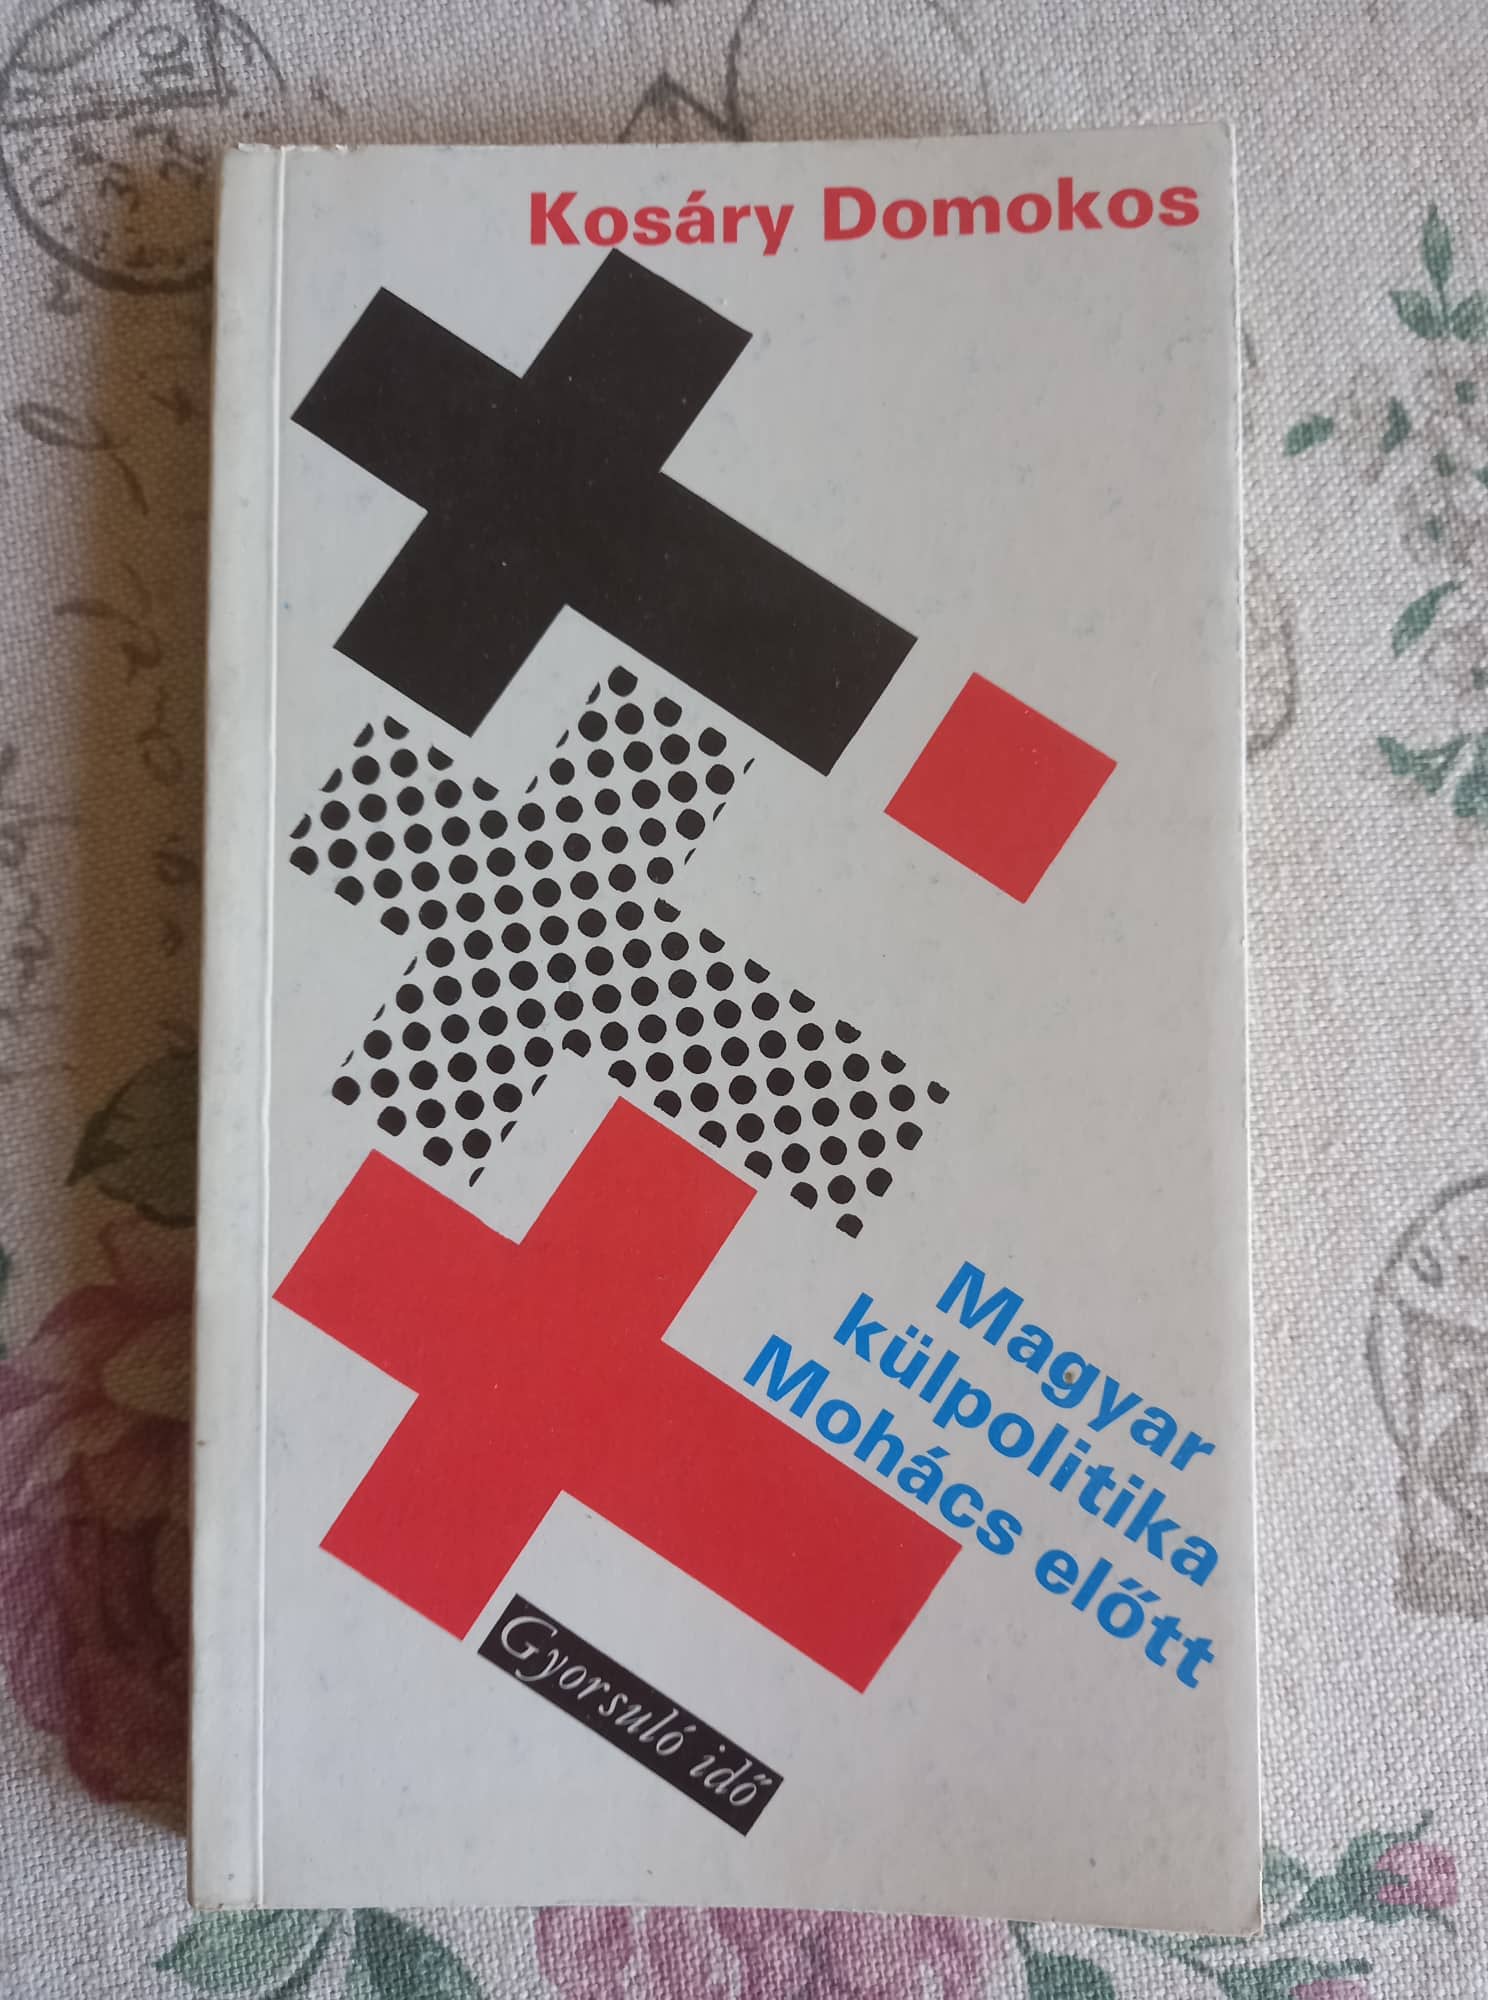 Kosáry Domokos
Magyar
külpolitika
Mohács előtt
Gyorsuló idő